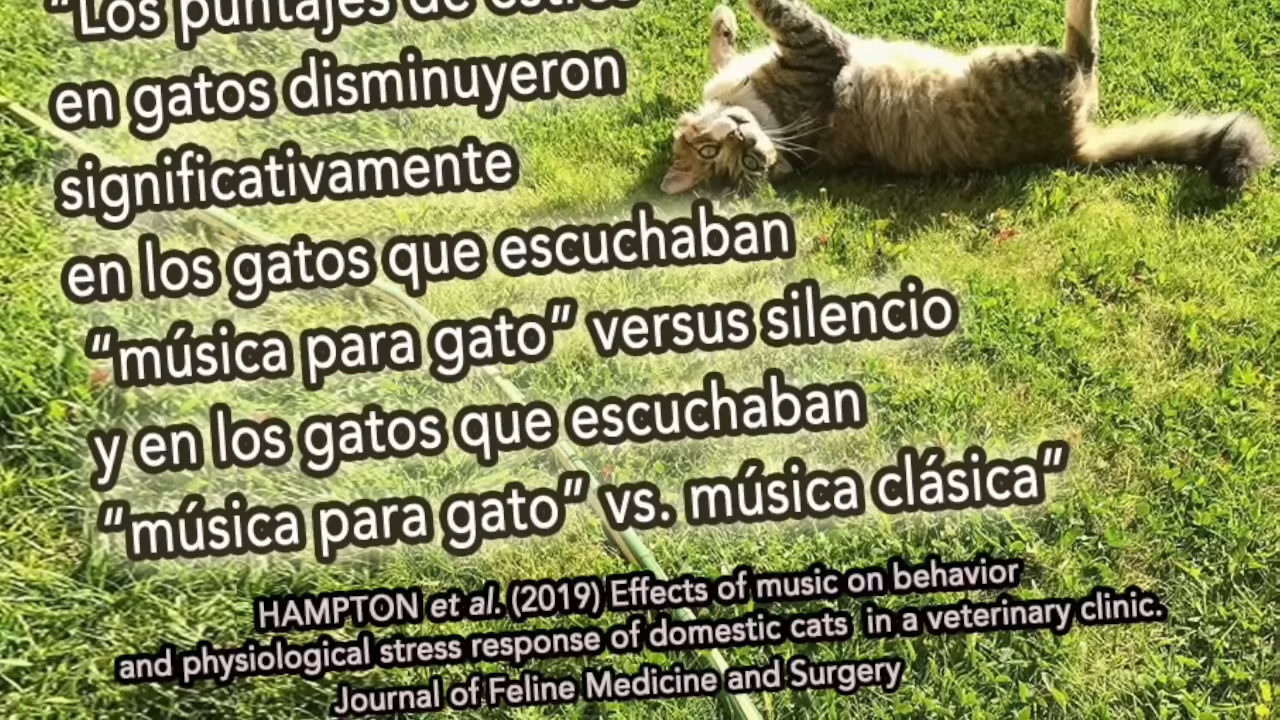 “Los puntajes de estrés
en gatos disminuyeron
significativamente
en los gatos que escuchaban
“música para gato” versus silencio
y en los gatos que escuchaban
“música para gato” vs. música clásica”
HAMPTON et al. (2019) Effects of music on behavior
and physiological stress response of domestic cats in a veterinary clinic.
Journal of Feline Medicine and Surgery